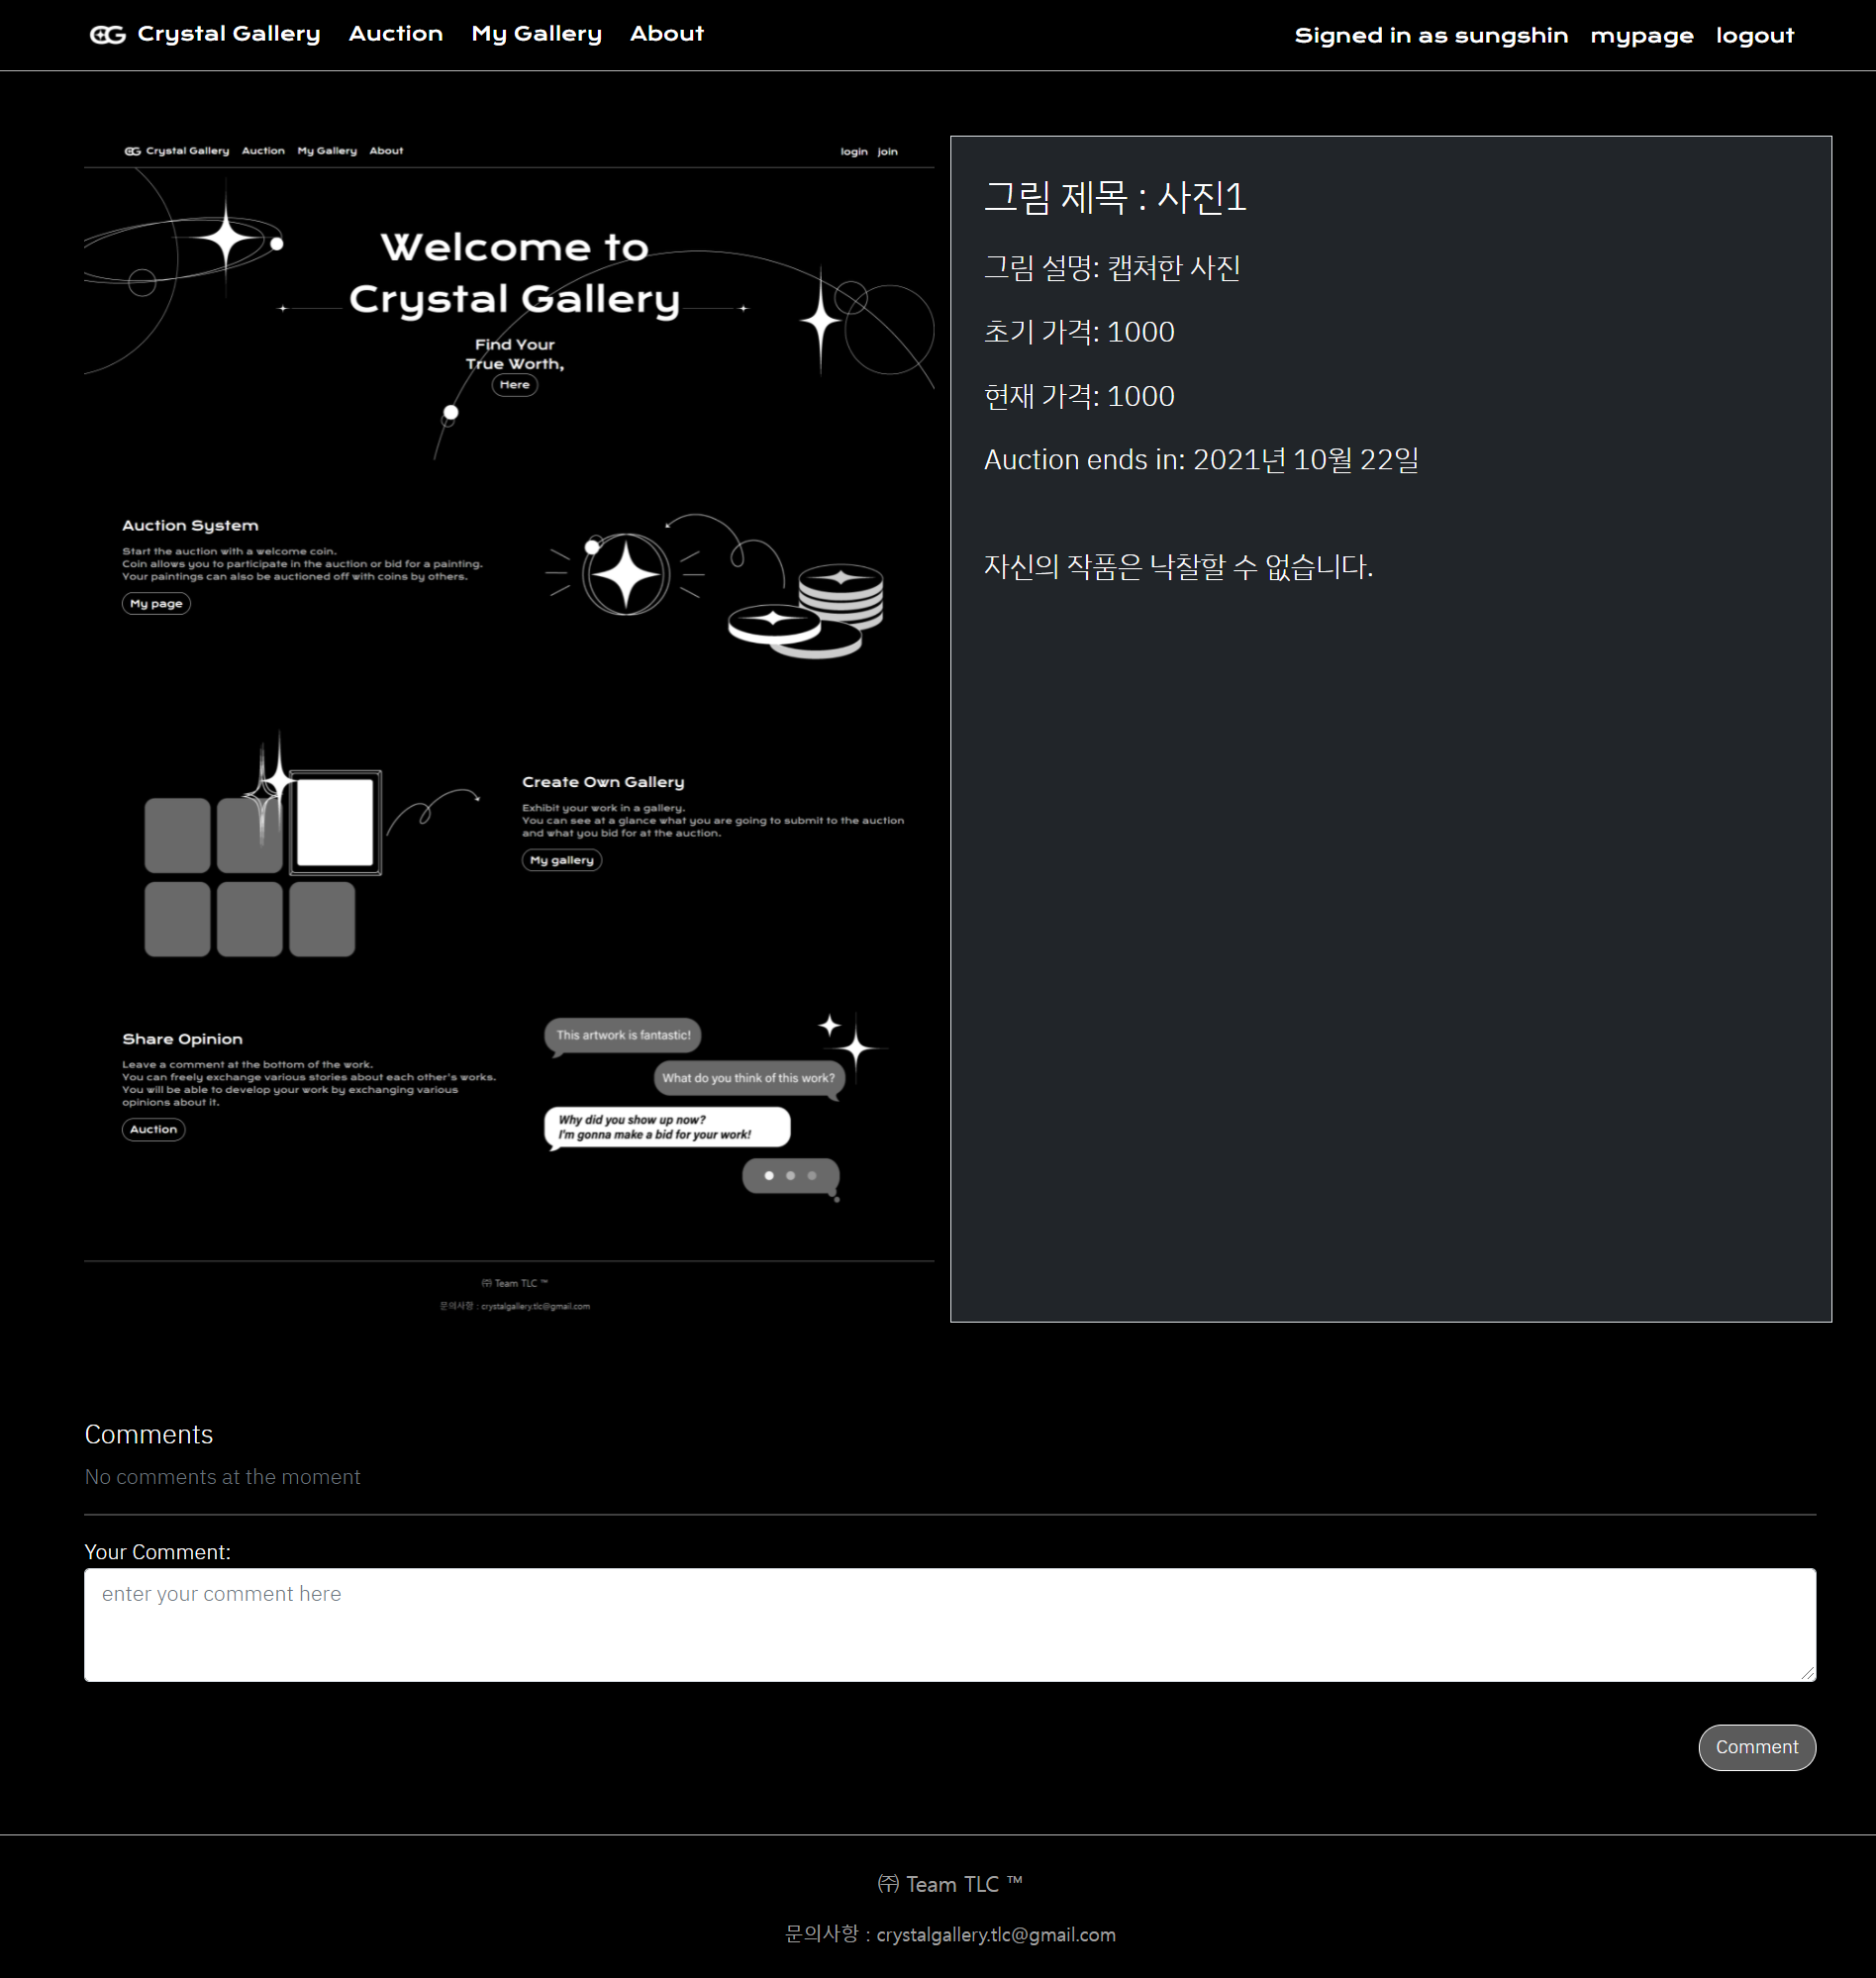 CG Crystal Gallery Auction My Gallery About Signed in as sungshin mypage logout
CG Crystal Gallery Auction My Gallery About login join
Welcome to
Crystal Gallery
Find Your
True Worth,
Here
Auction System
Start the auction with a welcome coin.
Coin allows you to participate in the auction or bid for a painting.
Your paintings can also be auctioned off with coins by others.
My page
Create Own Gallery
Exhibit your work in a gallery.
You can see at a glance what you are going to submit to the auction
and what you bid for at the auction.
My gallery
Share Opinion
Leave a comment at the bottom of the work.
You can freely exchange various stories about each other's works.
You will be able to develop your work by exchanging various
opinions about it.
Auction
This artwork is fantastic!
What do you think of this work?
Why did you show up now?
I'm gonna make a bid for your work!
㈜ Team TLC ™
문의사항 : crystalgallery.tlc@gmail.com
그림 제목 : 사진1
그림 설명: 캡쳐한 사진
초기 가격: 1000
현재 가격: 1000
Auction ends in: 2021년 10월 22일
자신의 작품은 낙찰할 수 없습니다.
Comments
No comments at the moment
Your Comment:
enter your comment here
Comment
㈜ Team TLC ™
문의사항 : crystalgallery.tlc@gmail.com